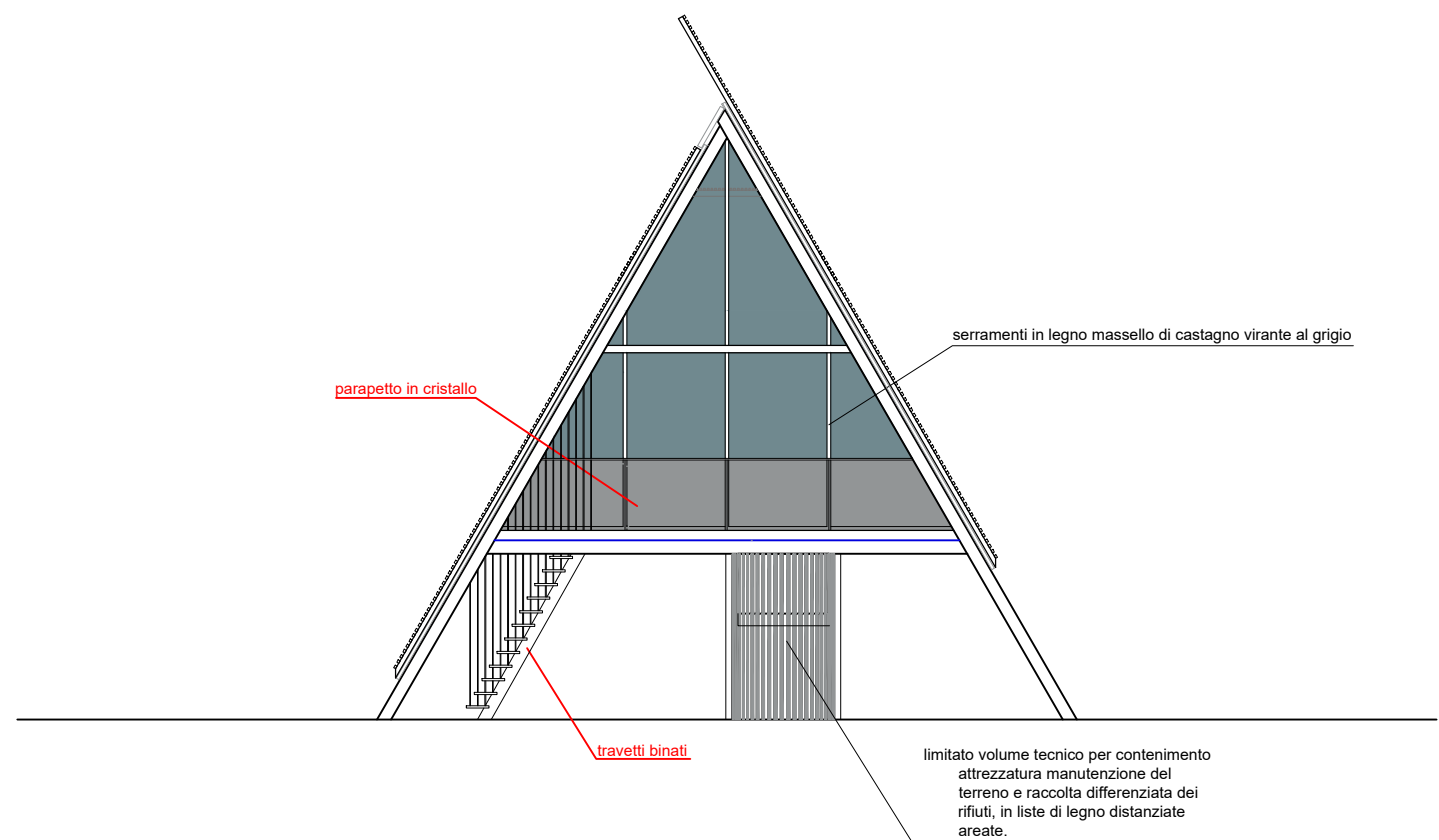 serramenti in legno massello di castagno virante al grigio
parapetto in cristallo
travetti binati
limitato volume tecnico per contenimento
attrezzatura manutenzione del
terreno e raccolta differenziata dei
rifiuti, in liste di legno distanziate
areate.